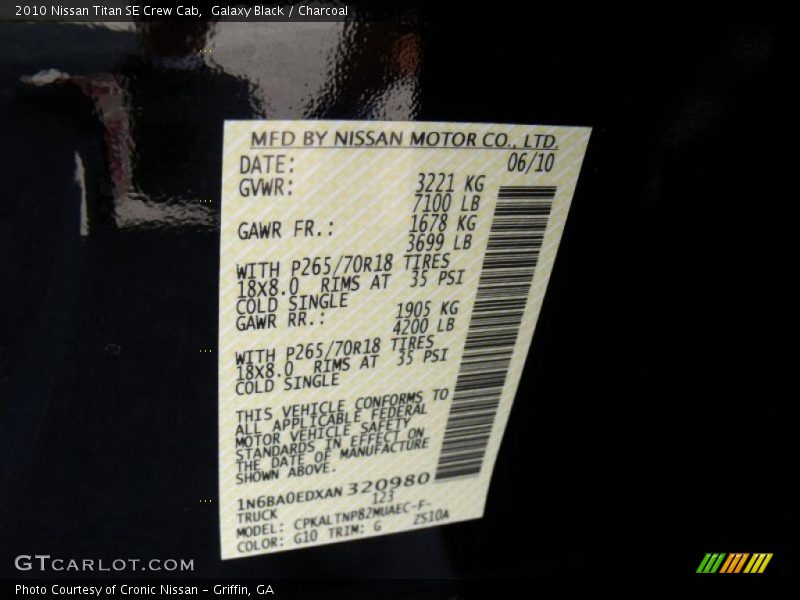 2010 Nissan Titan SE Crew Cab,  Galaxy Black / Charcoal
MFD BY NISSAN MOTOR CO., LTD.
DATE: 06/10
GVWR: 3221 KG
7100 LB
GAWR FR.: 1678 KG
3699 LB
WITH P265/70R18 TIRES
18X8.0 RIMS AT 35 PSI
COLD SINGLE
GAWR RR.: 1905 KG
4200 LB
WITH P265/70R18 TIRES
18X8.0 RIMS AT 35 PSI
COLD SINGLE
THIS VEHICLE CONFORMS TO
ALL APPLICABLE FEDERAL
MOTOR VEHICLE SAFETY
STANDARDS IN EFFECT ON
THE DATE OF MANUFACTURE
SHOWN ABOVE.
1N6BA0EDXAN 320980
TRUCK 123
MODEL: CPKALTNP82MUAEC-F-
COLOR: G10 TRIM: G ZS10A
GTCARLOT.COM
Photo Courtesy of Cronic Nissan - Griffin, GA